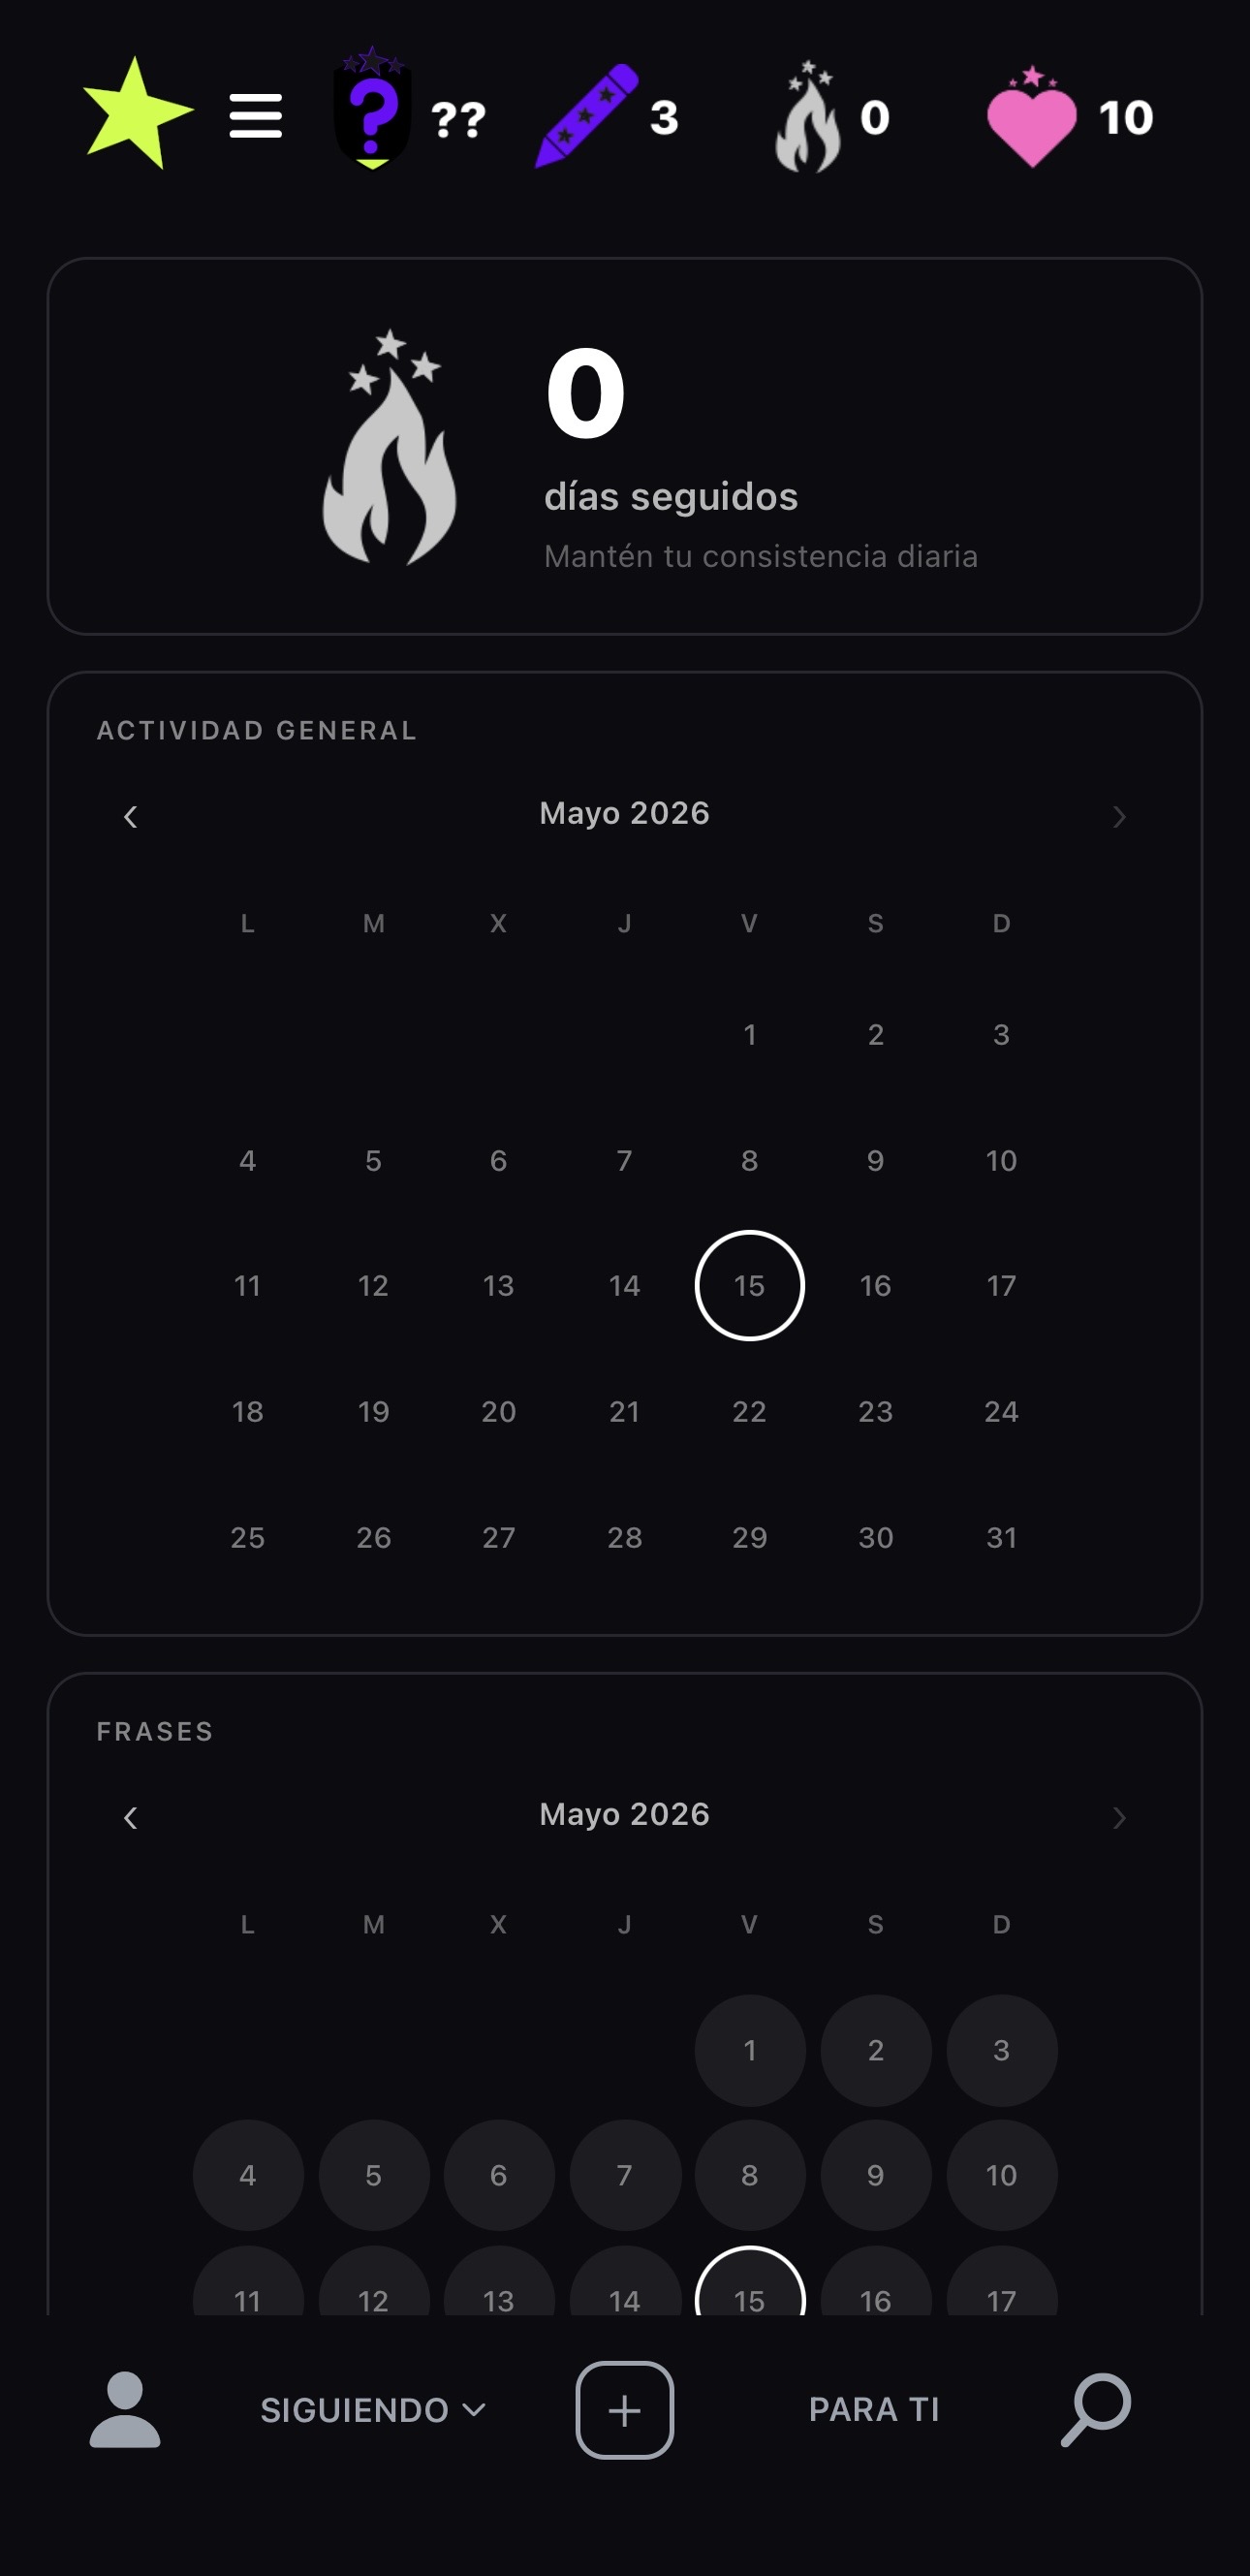 ?? 3 0 10
0
días seguidos
Mantén tu consistencia diaria
ACTIVIDAD GENERAL
‹ Mayo 2026 ›
L M X J V S D
1 2 3
4 5 6 7 8 9 10
11 12 13 14 15 16 17
18 19 20 21 22 23 24
25 26 27 28 29 30 31
FRASES
‹ Mayo 2026 ›
L M X J V S D
1 2 3
4 5 6 7 8 9 10
11 12 13 14 15 16 17
SIGUIENDO + PARA TI